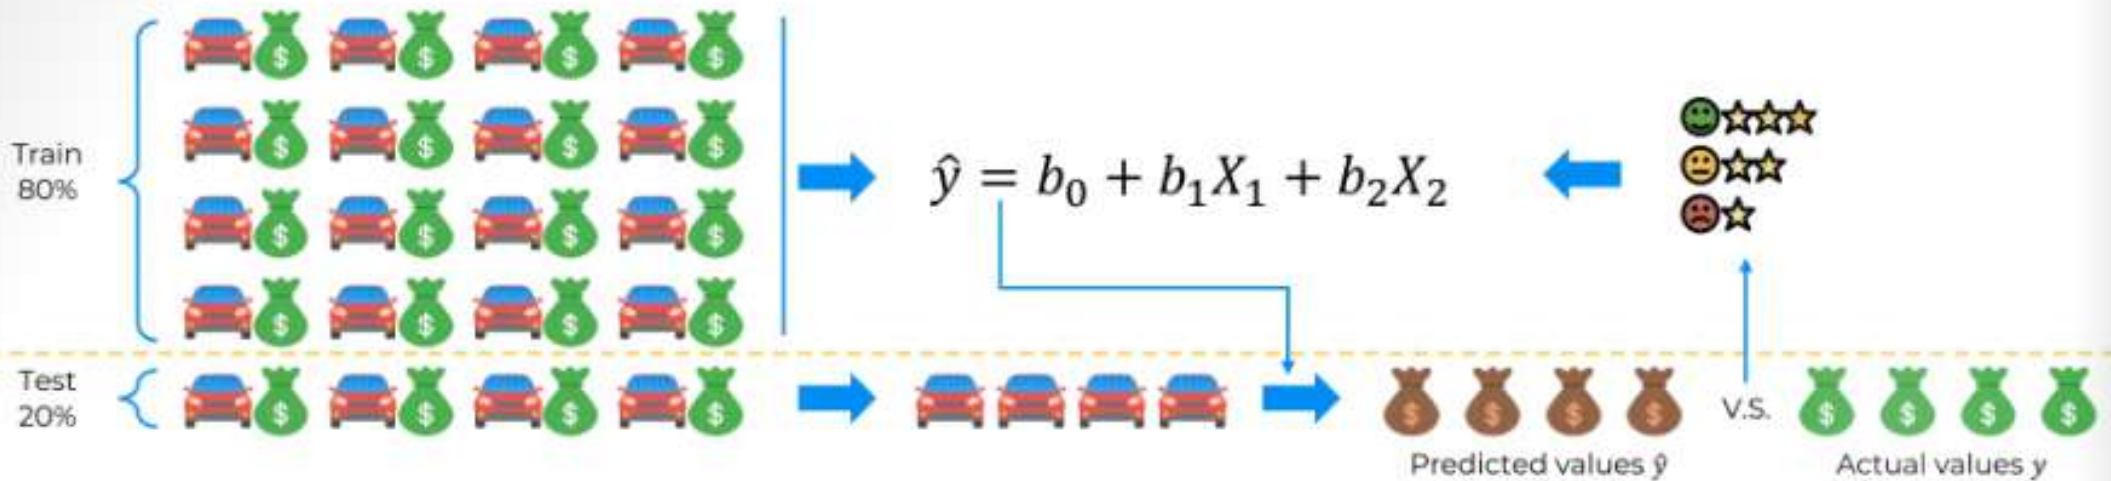 Train
80%
ŷ = b₀ + b₁X₁ + b₂X₂
Test
20%
V.S.
Predicted values ŷ
Actual values y